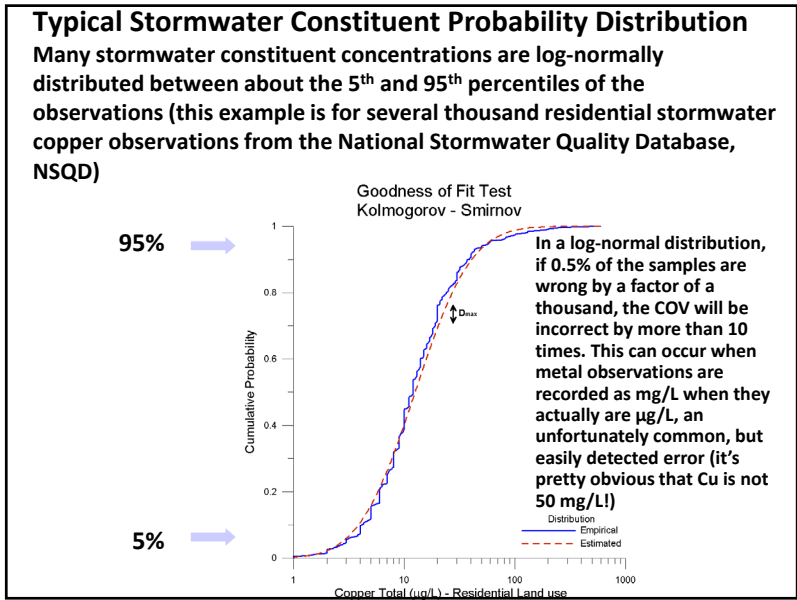 Typical Stormwater Constituent Probability Distribution
Many stormwater constituent concentrations are log-normally
distributed between about the 5th and 95th percentiles of the
observations (this example is for several thousand residential stormwater
copper observations from the National Stormwater Quality Database,
NSQD)
Goodness of Fit Test
Kolmogorov - Smirnov
95%
5%
1
0.8
0.6
0.4
0.2
0
Cumulative Probability
Dmax
In a log-normal distribution,
if 0.5% of the samples are
wrong by a factor of a
thousand, the COV will be
incorrect by more than 10
times. This can occur when
metal observations are
recorded as mg/L when they
actually are µg/L, an
unfortunately common, but
easily detected error (it's
pretty obvious that Cu is not
50 mg/L!)
Distribution
Empirical
Estimated
1 10 100 1000
Copper Total (µg/L) - Residential Land use